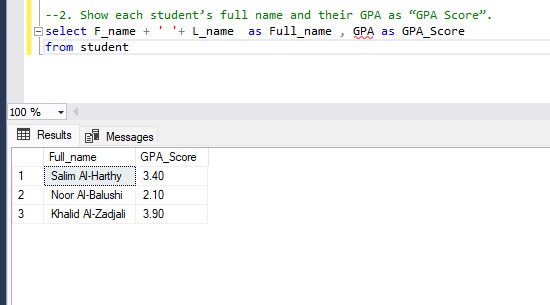 --2. Show each student’s full name and their GPA as “GPA Score”.
select F_name + ' '+ L_name  as Full_name , GPA as GPA_Score
from student
100 %
Results Messages
Full_name GPA_Score
1 Salim Al-Harthy 3.40
2 Noor Al-Balushi 2.10
3 Khalid Al-Zadjali 3.90